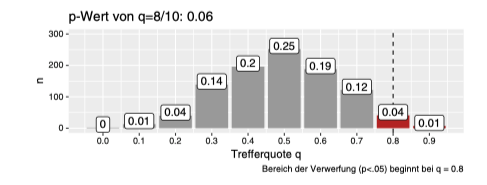 p-Wert von q=8/10: 0.06
300
200
100
0
n
0
0.01
0.04
0.14
0.2
0.25
0.19
0.12
0.04
0.01
0.0 0.1 0.2 0.3 0.4 0.5 0.6 0.7 0.8 0.9
Trefferquote q
Bereich der Verwerfung (p<.05) beginnt bei q = 0.8